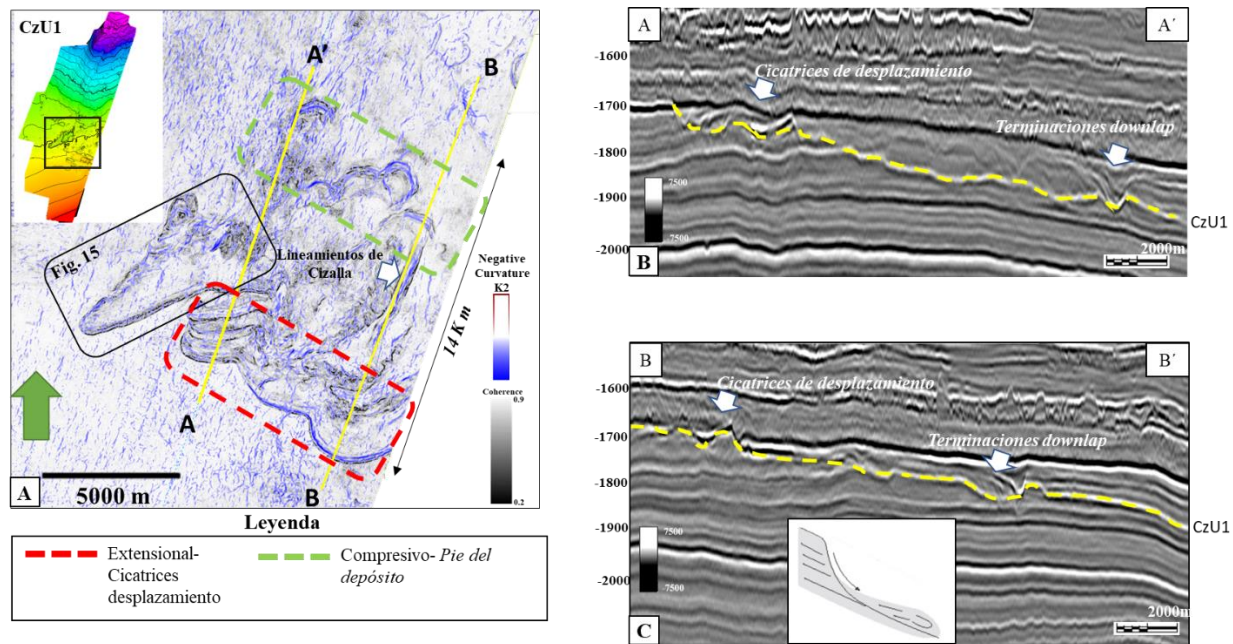 CzU1
A'
B
Fig. 15
Lineamientos de
Cizalla
Negative
Curvature
K2
14 K m
Coherence
0.9
0.2
A
B
5000 m
A
Leyenda
Extensional-
Cicatrices
desplazamiento
Compresivo- Pie del
depósito
A
A´
-1600
Cicatrices de desplazamiento
-1700
Terminaciones downlap
-1800
7500
-1900
7500
CzU1
-2000
B
2000m
B
B´
-1600
Cicatrices de desplazamiento
-1700
Terminaciones downlap
-1800
-1900
CzU1
7500
-7500
-2000
C
2000m